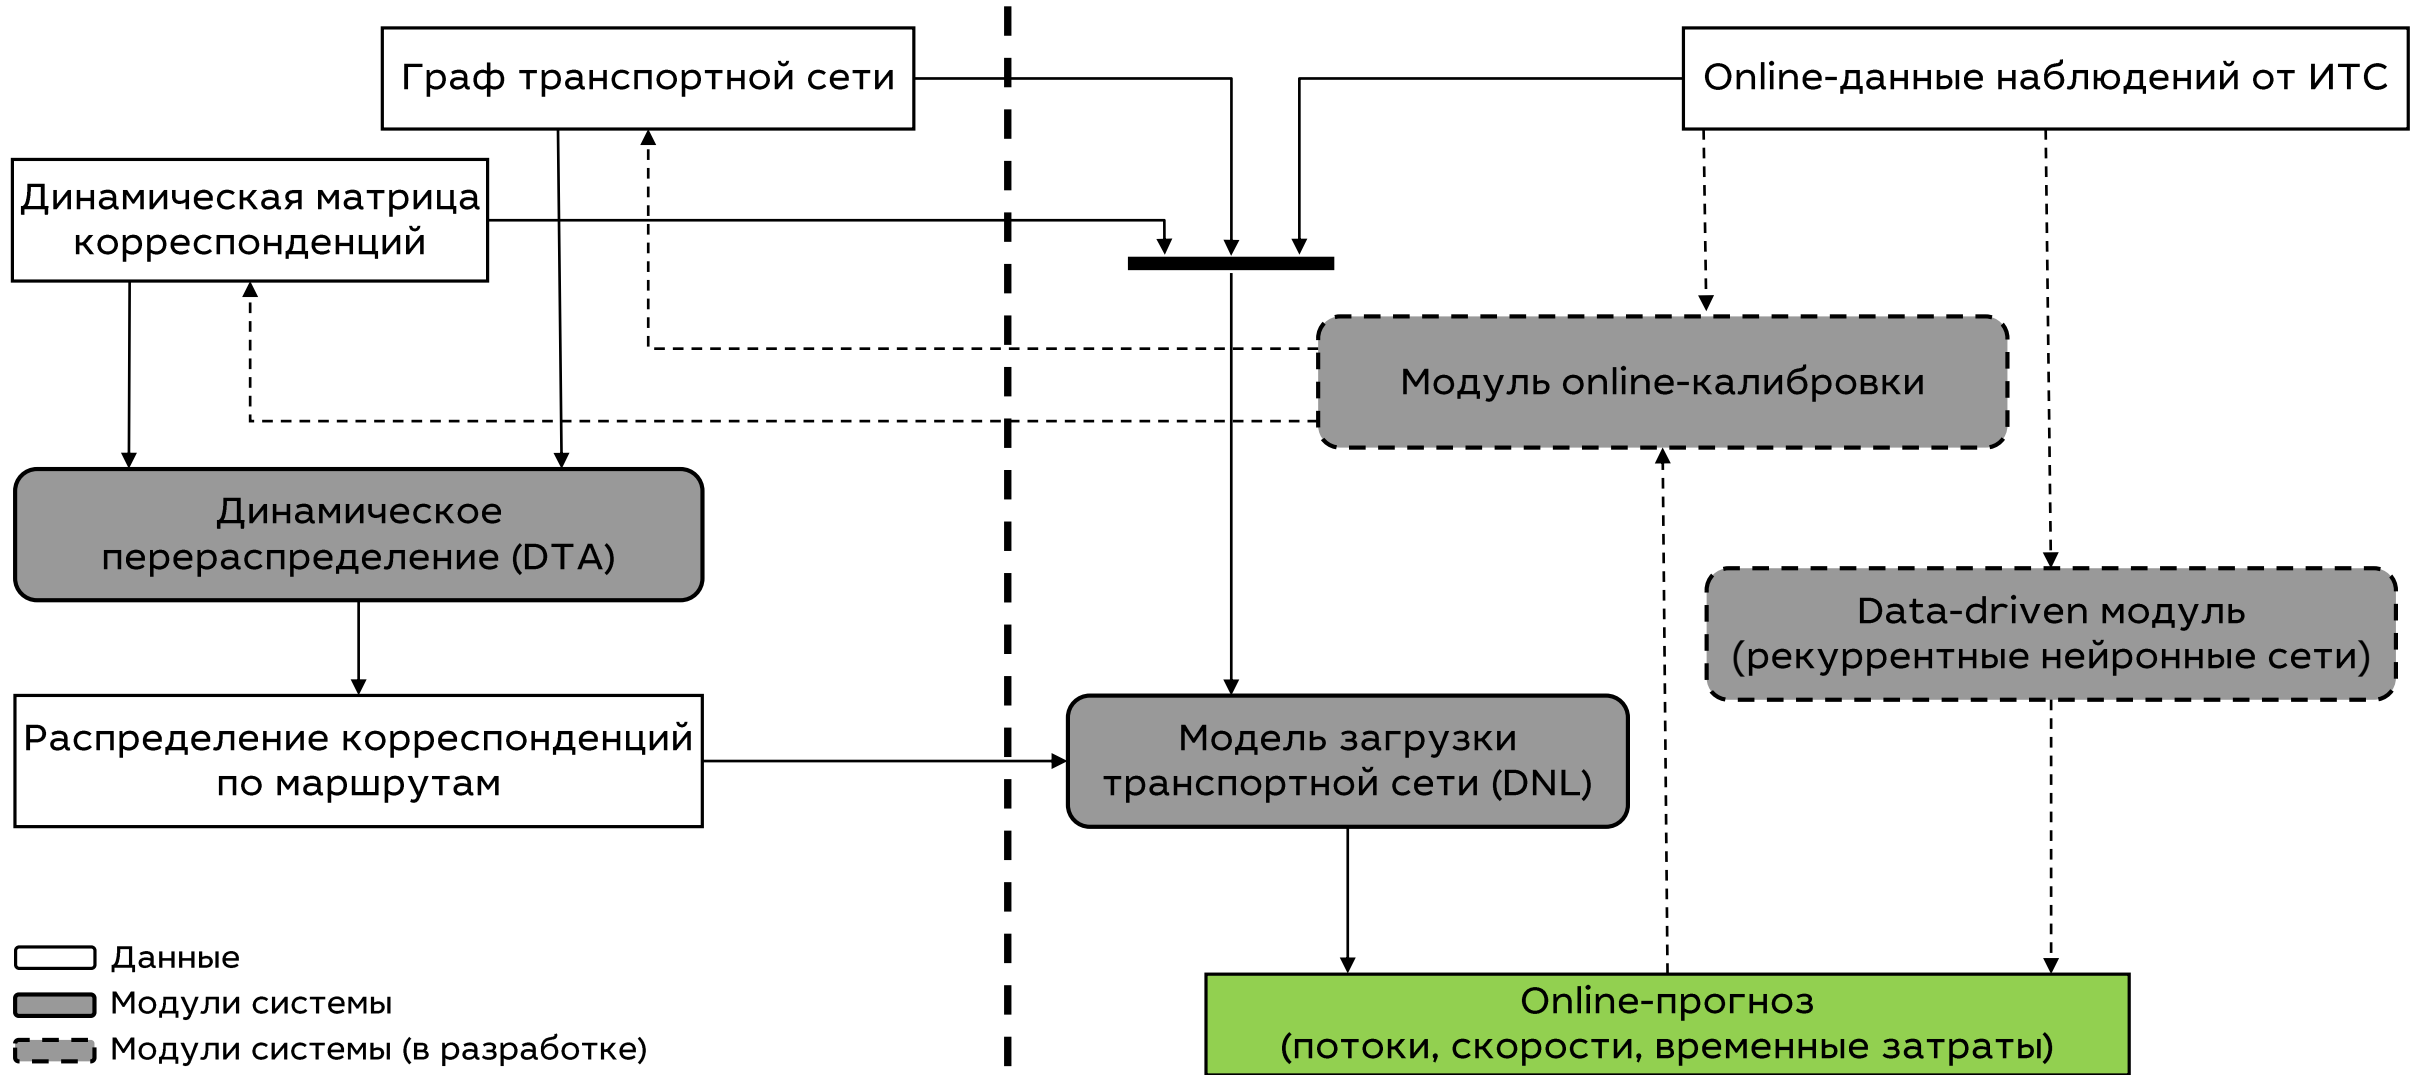 Граф транспортной сети
Online-данные наблюдений от ИТС
Динамическая матрица
корреспонденций
Модуль online-калибровки
Динамическое
перераспределение (DTA)
Data-driven модуль
(рекуррентные нейронные сети)
Распределение корреспонденций
по маршрутам
Модель загрузки
транспортной сети (DNL)
Данные
Модули системы
Модули системы (в разработке)
Online-прогноз
(потоки, скорости, временные затраты)